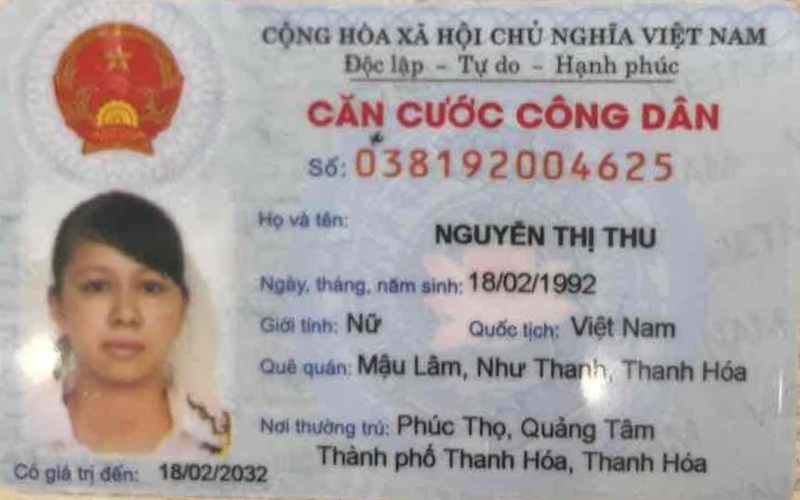 CỘNG HÒA XÃ HỘI CHỦ NGHĨA VIỆT NAM
Độc lập - Tự do - Hạnh phúc
CĂN CƯỚC CÔNG DÂN
Số: 038192004625
Họ và tên: NGUYỄN THỊ THU
Ngày, tháng, năm sinh: 18/02/1992
Giới tính: Nữ Quốc tịch: Việt Nam
Quê quán: Mậu Lâm, Như Thanh, Thanh Hóa
Nơi thường trú: Phúc Thọ, Quảng Tâm
Thành phố Thanh Hóa, Thanh Hóa
Có giá trị đến: 18/02/2032